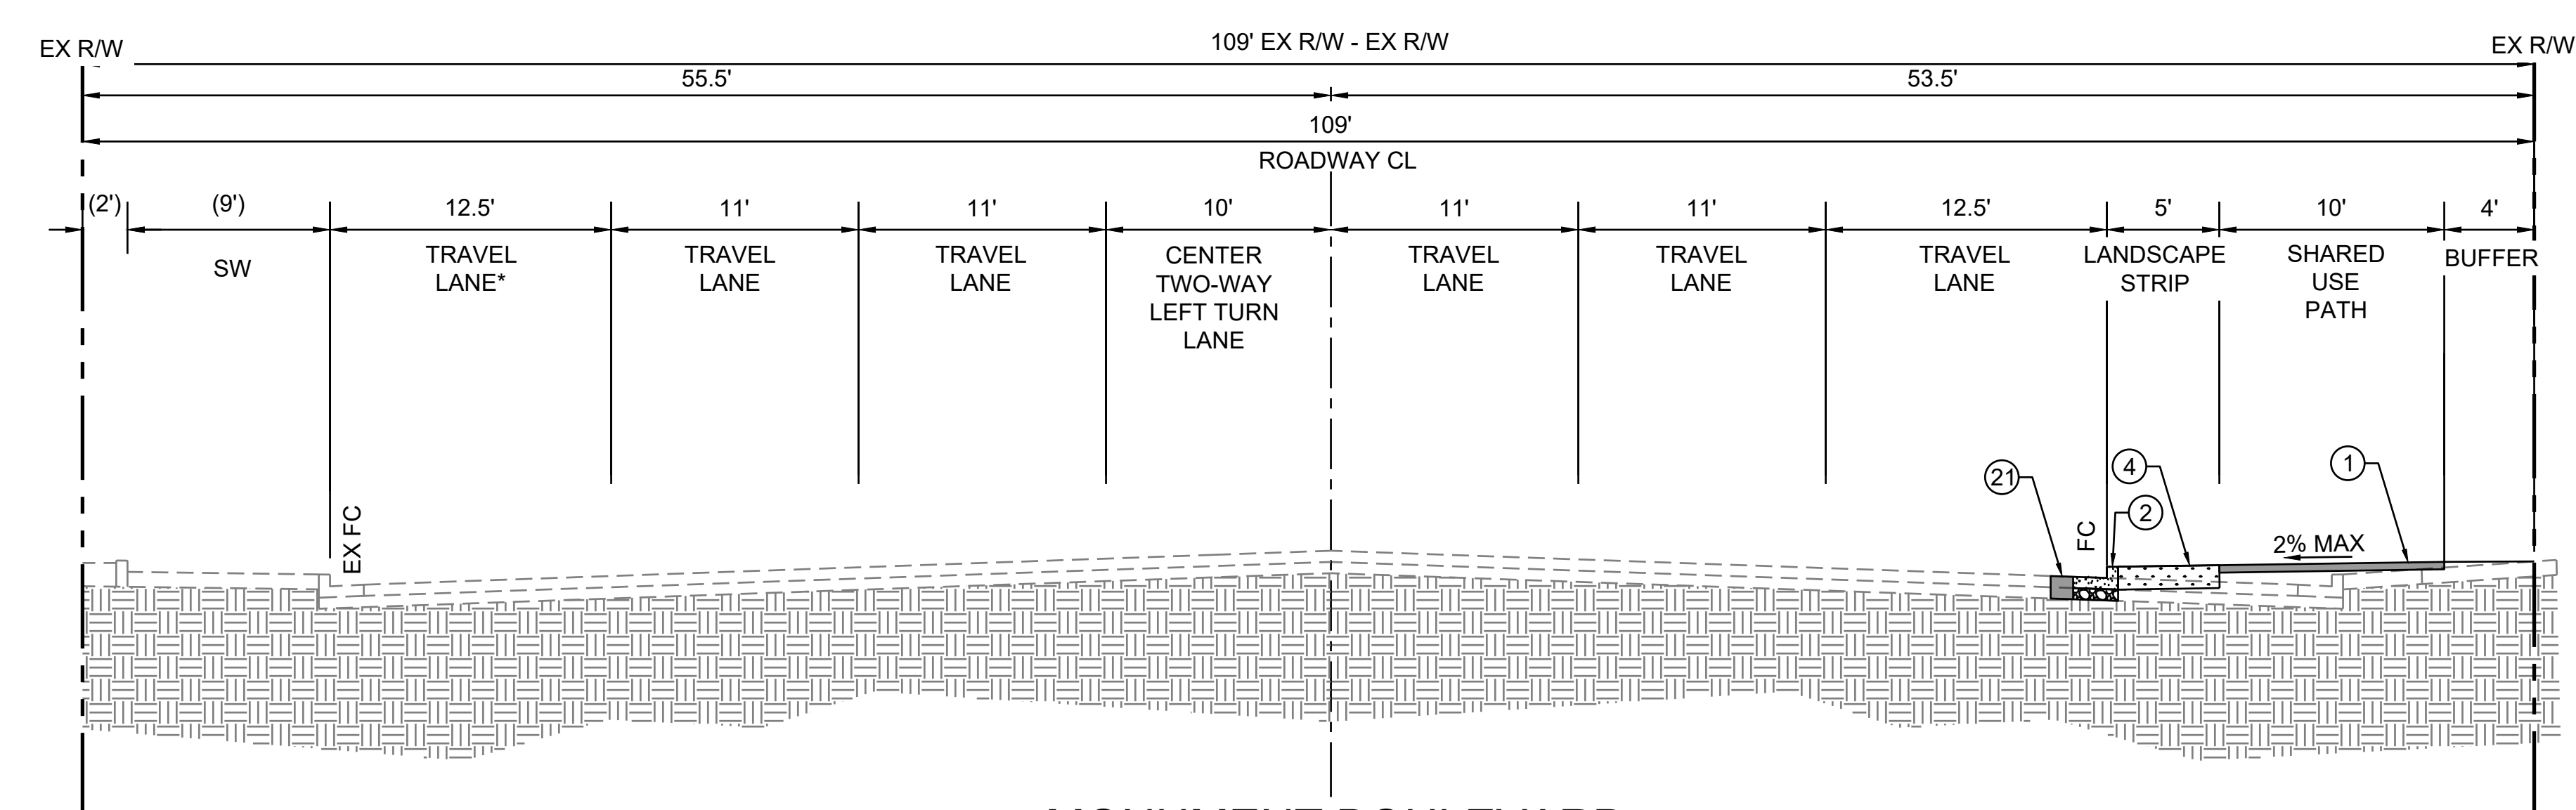 EX R/W
109' EX R/W - EX R/W
EX R/W
55.5'
53.5'
109'
ROADWAY CL
(2')
(9')
12.5'
11'
11'
10'
11'
11'
12.5'
5'
10'
4'
SW
TRAVEL
LANE*
TRAVEL
LANE
TRAVEL
LANE
CENTER
TWO-WAY
LEFT TURN
LANE
TRAVEL
LANE
TRAVEL
LANE
TRAVEL
LANE
LANDSCAPE
STRIP
SHARED
USE
PATH
BUFFER
EX FC
21
4
2
1
FC
2% MAX